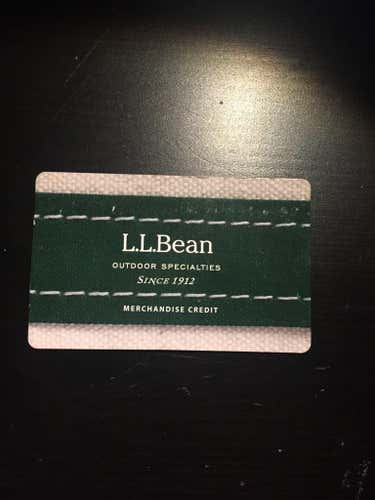 L.L.Bean
OUTDOOR SPECIALTIES
SINCE 1912
MERCHANDISE CREDIT